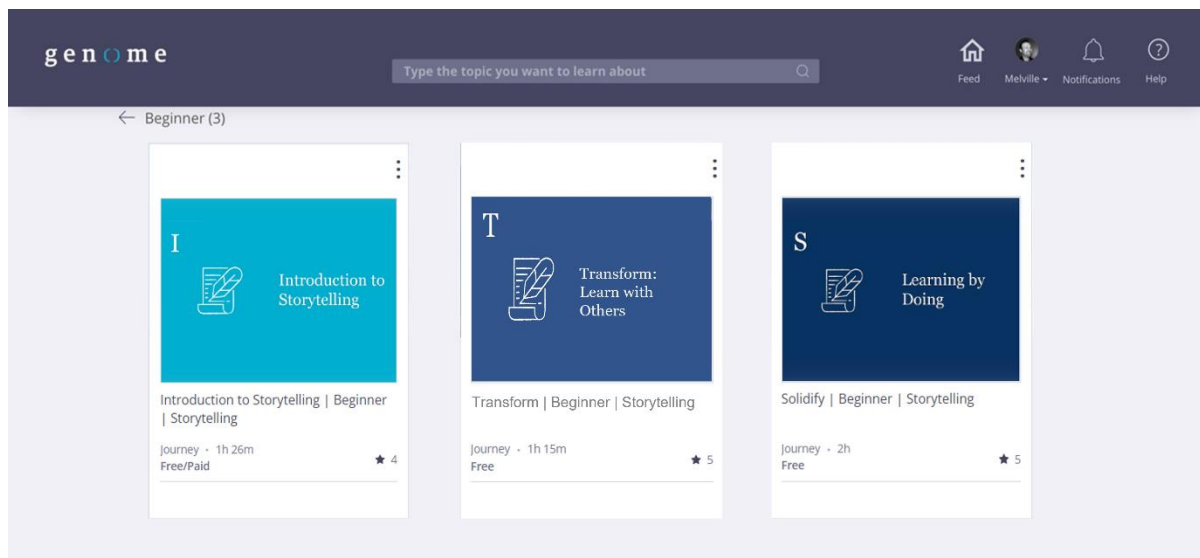 genome
Type the topic you want to learn about
Feed
Melville
Notifications
Help
Beginner (3)
I
Introduction to
Storytelling
Introduction to Storytelling | Beginner
| Storytelling
Journey • 1h 26m
Free/Paid
★ 4
T
Transform:
Learn with
Others
Transform | Beginner | Storytelling
Journey • 1h 15m
Free
★ 5
S
Learning by
Doing
Solidify | Beginner | Storytelling
Journey • 2h
Free
★ 5